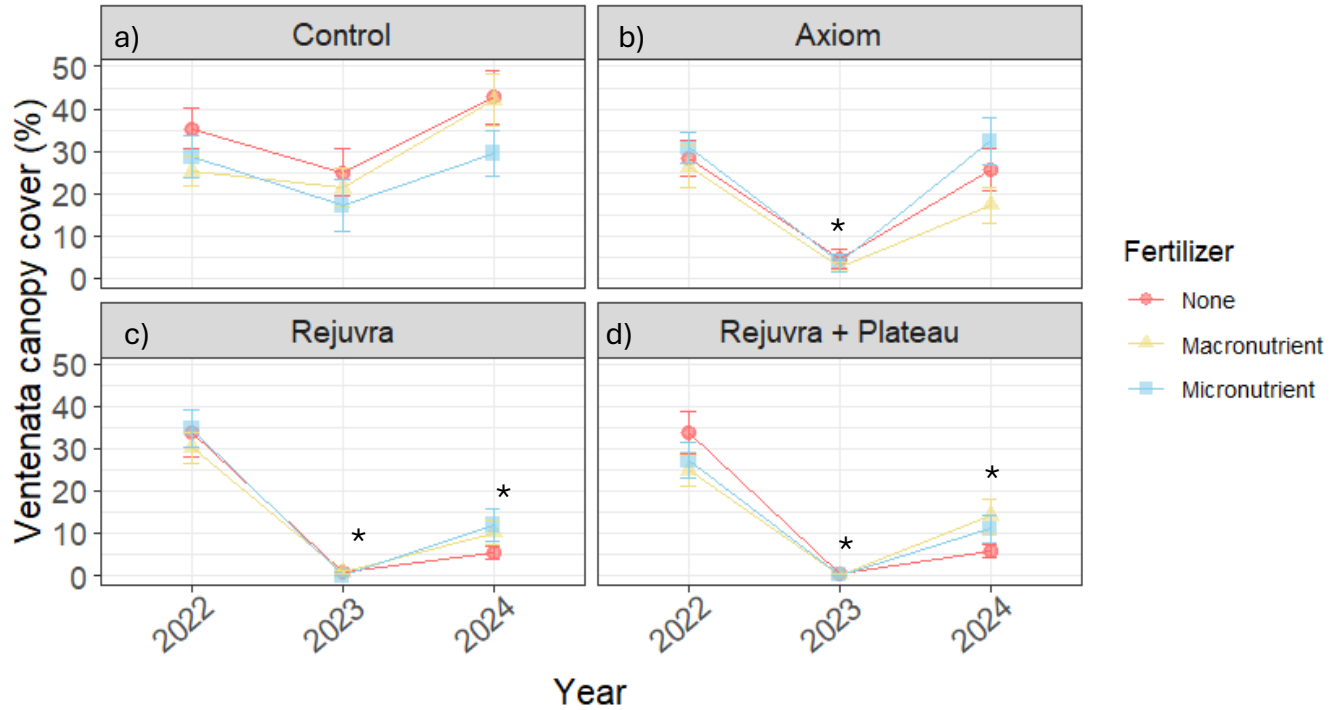 a) Control
b) Axiom
50
40
30
20
10
0
*
c) Rejuvra
d) Rejuvra + Plateau
50
40
30
20
10
0
*
*
*
*
2022
2023
2024
2022
2023
2024
Year
Ventenata canopy cover (%)
Fertilizer
None
Macronutrient
Micronutrient